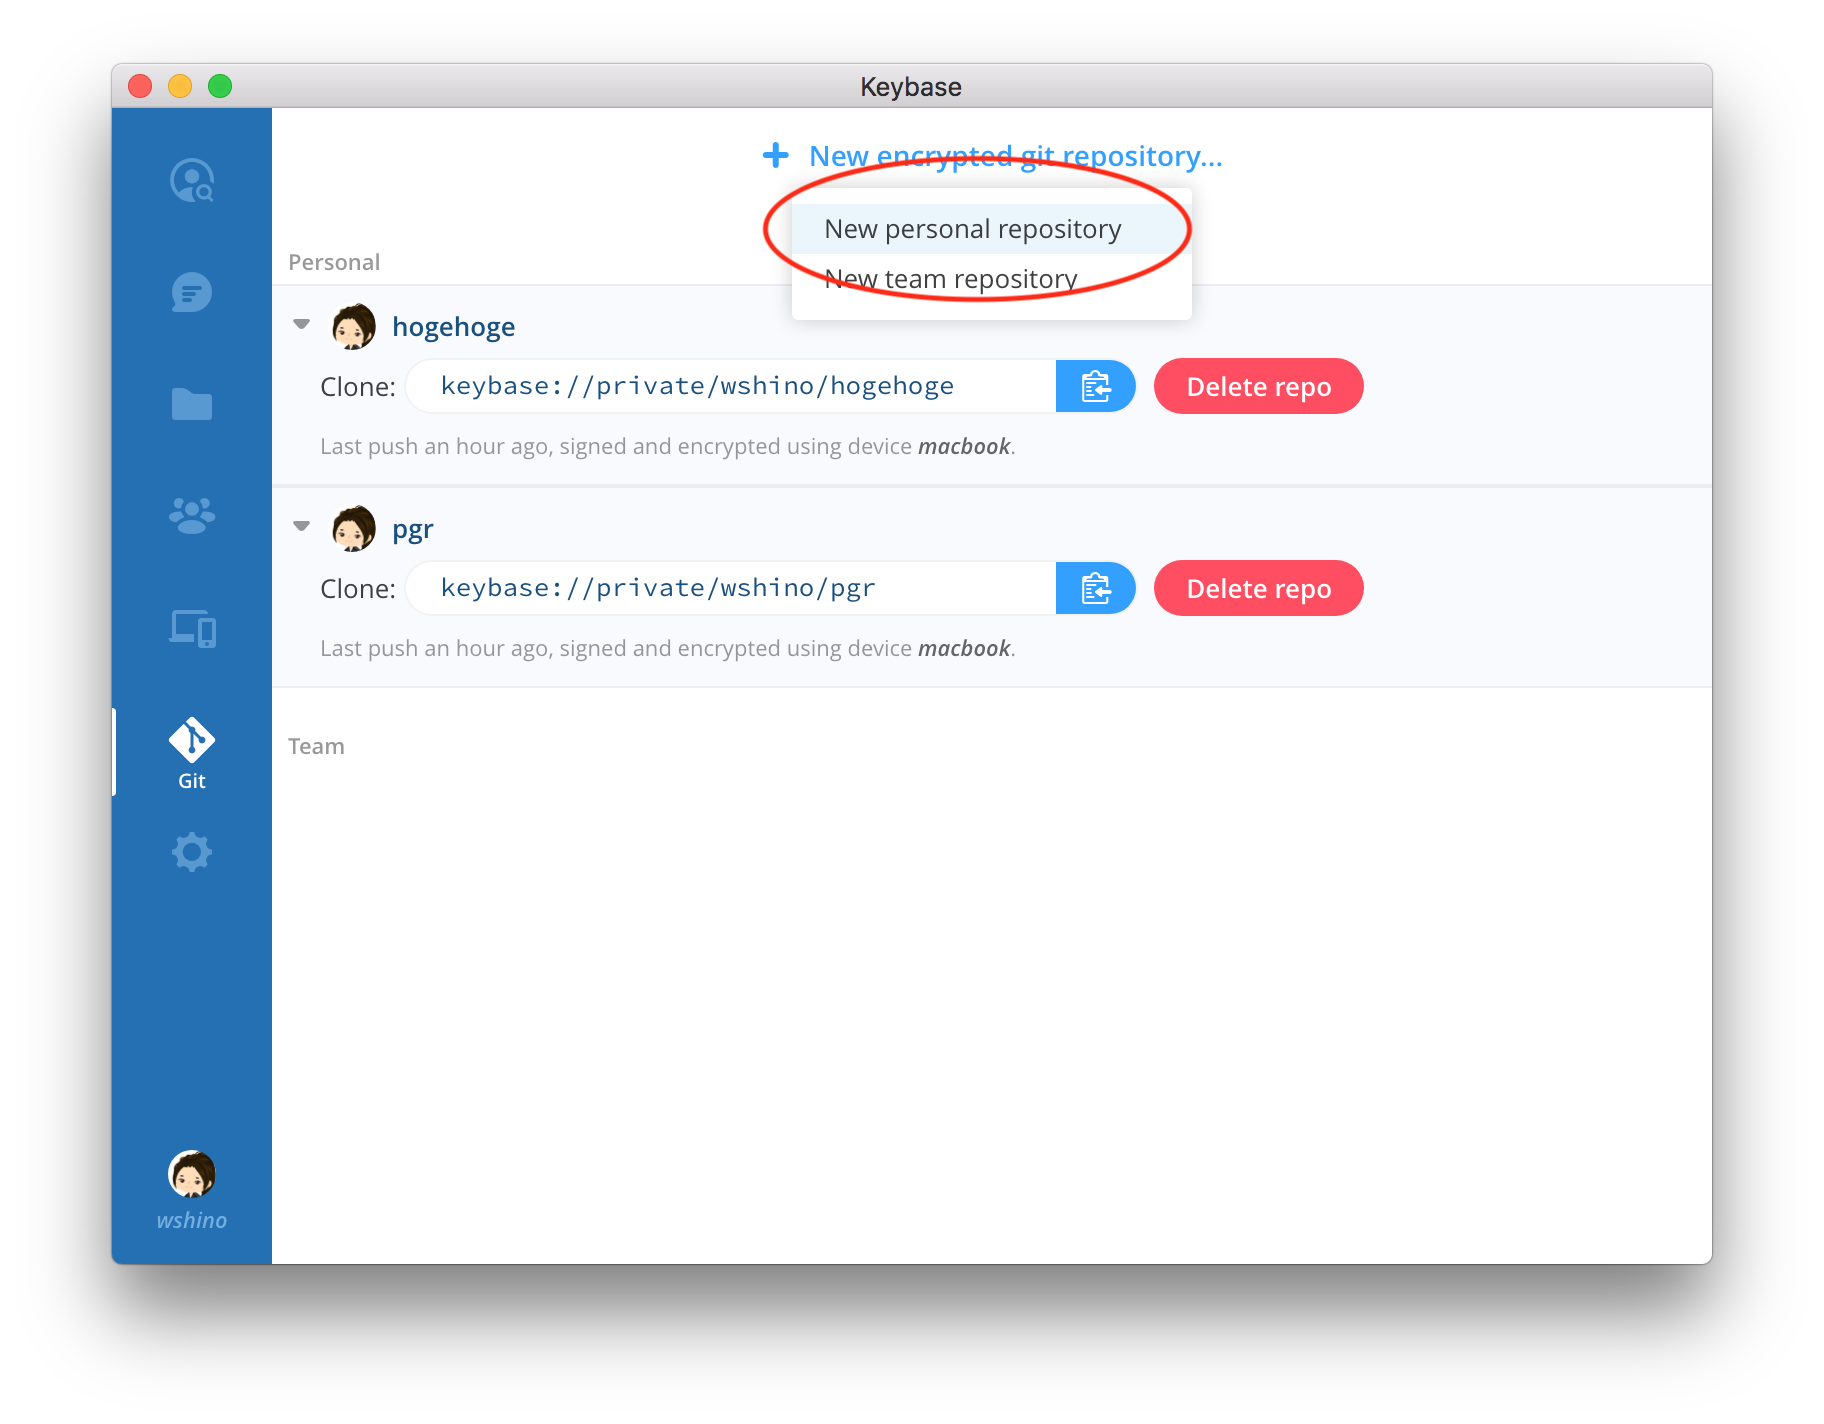 Keybase
New encrypted git repository...
New personal repository
New team repository
Personal
hogehoge
Clone: keybase://private/wshino/hogehoge Delete repo
Last push an hour ago, signed and encrypted using device macbook.
pgr
Clone: keybase://private/wshino/pgr Delete repo
Last push an hour ago, signed and encrypted using device macbook.
Team
Git
wshino